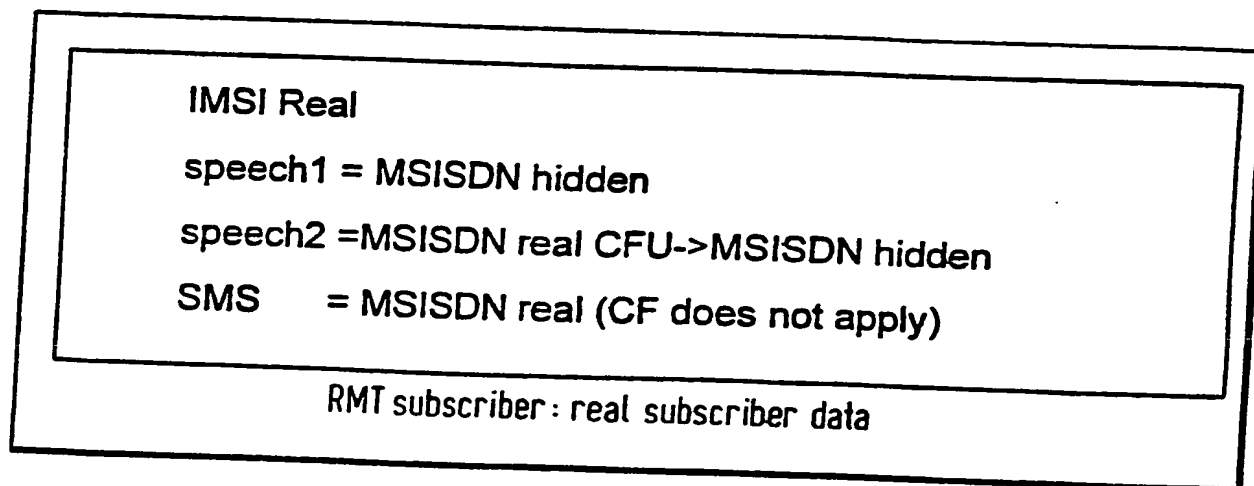 IMSI Real
speech1 = MSISDN hidden
speech2 =MSISDN real CFU->MSISDN hidden
SMS = MSISDN real (CF does not apply)
RMT subscriber : real subscriber data